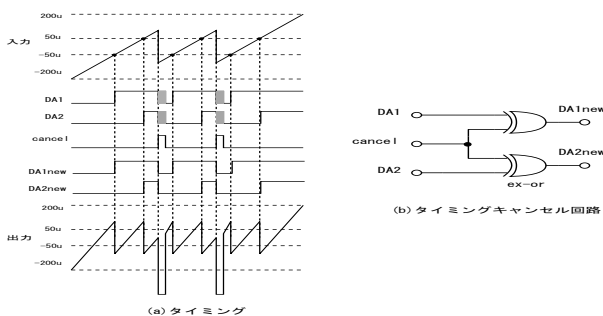 200u
50u
入力
-50u
-200u
DA1
DA2
cancel
DA1new
DA2new
200u
50u
出力
-50u
-200u
(a)タイミング
DA1
DA1new
cancel
DA2new
DA2
ex-or
(b)タイミングキャンセル回路